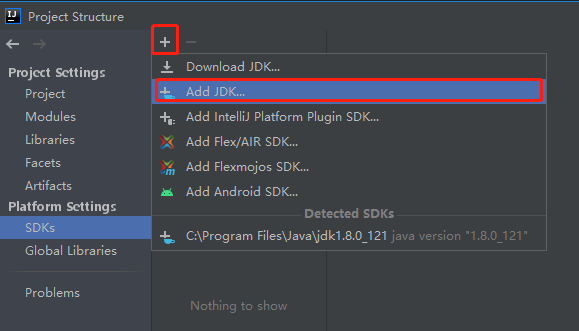 Project Structure
Project Settings
Project
Modules
Libraries
Facets
Artifacts
Platform Settings
SDKs
Global Libraries
Problems
Download JDK...
Add JDK...
Add IntelliJ Platform Plugin SDK...
Add Flex/AIR SDK...
Add Flexmojos SDK...
Add Android SDK...
Detected SDKs
C:\Program Files\Java\jdk1.8.0_121 java version "1.8.0_121"
Nothing to show